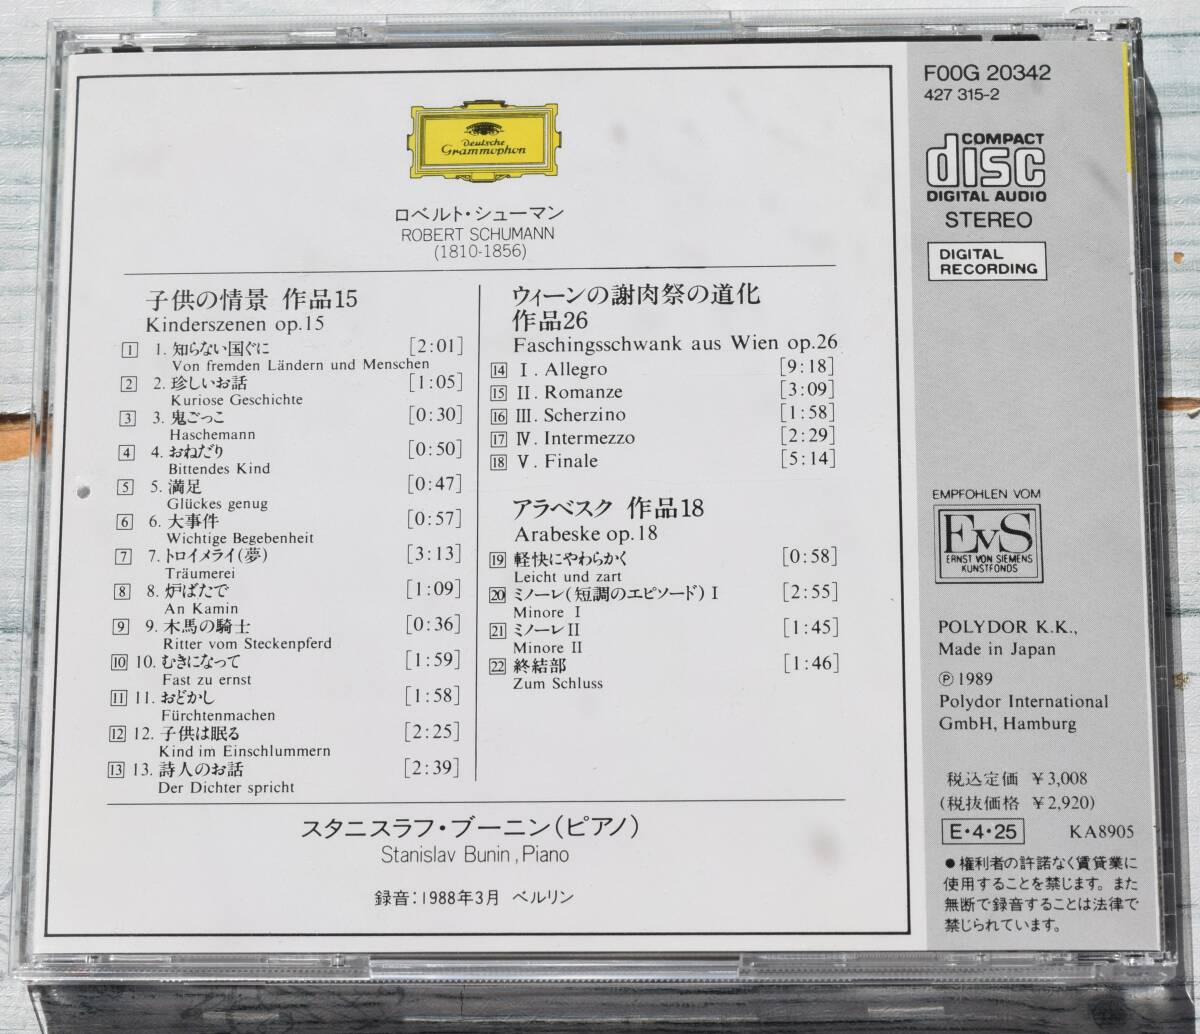 Deutsche
Grammophon
ロベルト・シューマン
ROBERT SCHUMANN
(1810-1856)
子供の情景 作品15
Kinderszenen op.15
1 1. 知らない国ぐに [2:01]
Von fremden Ländern und Menschen
2 2. 珍しいお話 [1:05]
Kuriose Geschichte
3 3. 鬼ごっこ [0:30]
Haschemann
4 4. おねだり [0:50]
Bittendes Kind
5 5. 満足 [0:47]
Glückes genug
6 6. 大事件 [0:57]
Wichtige Begebenheit
7 7. トロイメライ(夢) [3:13]
Träumerei
8 8. 炉ばたで [1:09]
An Kamin
9 9. 木馬の騎士 [0:36]
Ritter vom Steckenpferd
10 10. むきになって [1:59]
Fast zu ernst
11 11. おどかし [1:58]
Fürchtenmachen
12 12. 子供は眠る [2:25]
Kind im Einschlummern
13 13. 詩人のお話 [2:39]
Der Dichter spricht
ウィーンの謝肉祭の道化
作品26
Faschingsschwank aus Wien op.26
14 I. Allegro [9:18]
15 II. Romanze [3:09]
16 III. Scherzino [1:58]
17 IV. Intermezzo [2:29]
18 V. Finale [5:14]
アラベスク 作品18
Arabeske op.18
19 軽快にやわらかく [0:58]
Leicht und zart
20 ミノーレ(短調のエピソード) I [2:55]
Minore I
21 ミノーレII [1:45]
Minore II
22 終結部 [1:46]
Zum Schluss
スタニスラフ・ブーニン(ピアノ)
Stanislav Bunin, Piano
録音:1988年3月 ベルリン
F00G 20342
427 315-2
COMPACT
disc
DIGITAL AUDIO
STEREO
DIGITAL
RECORDING
EMPFOHLEN VOM
EVS
ERNST VON SIEMENS
KUNSTFONDS
POLYDOR K.K.,
Made in Japan
Ⓟ 1989
Polydor International
GmbH, Hamburg
税込定価 ¥3,008
(税抜価格 ¥2,920)
E・4・25 KA8905
●権利者の許諾なく賃貸業に
使用することを禁じます。また
無断で録音することは法律で
禁じられています。